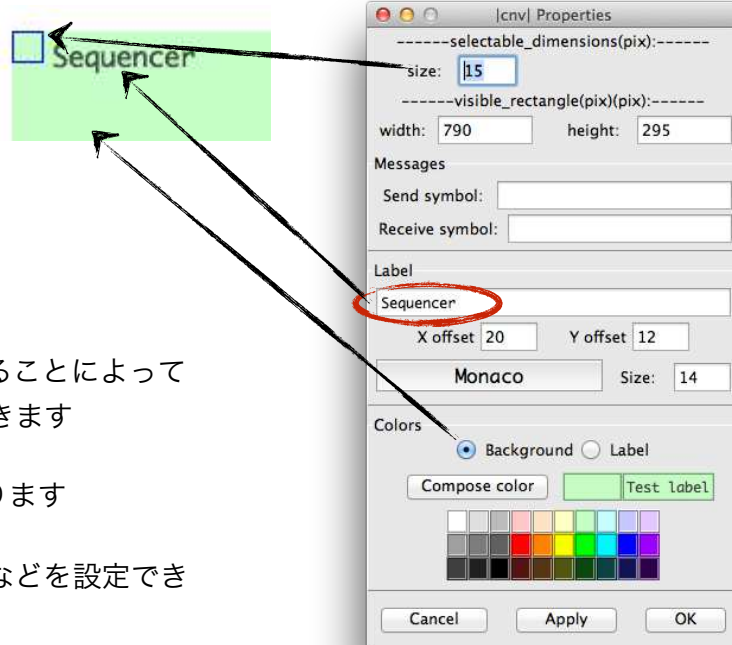 Sequencer
ることによって
きます
ります
などを設定でき
|cnv| Properties
------selectable_dimensions(pix):------
size: 15
------visible_rectangle(pix)(pix):------
width: 790 height: 295
Messages
Send symbol:
Receive symbol:
Label
Sequencer
X offset 20 Y offset 12
Monaco Size: 14
Colors
Background Label
Compose color Test label
Cancel Apply OK